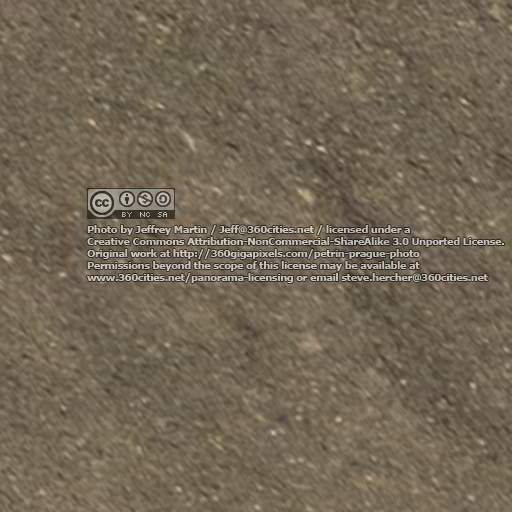 cc
BY NC SA
Photo by Jeffrey Martin / Jeff@360cities.net / licensed under a
Creative Commons Attribution-NonCommercial-ShareAlike 3.0 Unported License.
Original work at http://360gigapixels.com/petrin-prague-photo
Permissions beyond the scope of this license may be available at
www.360cities.net/panorama-licensing or email steve.hercher@360cities.net